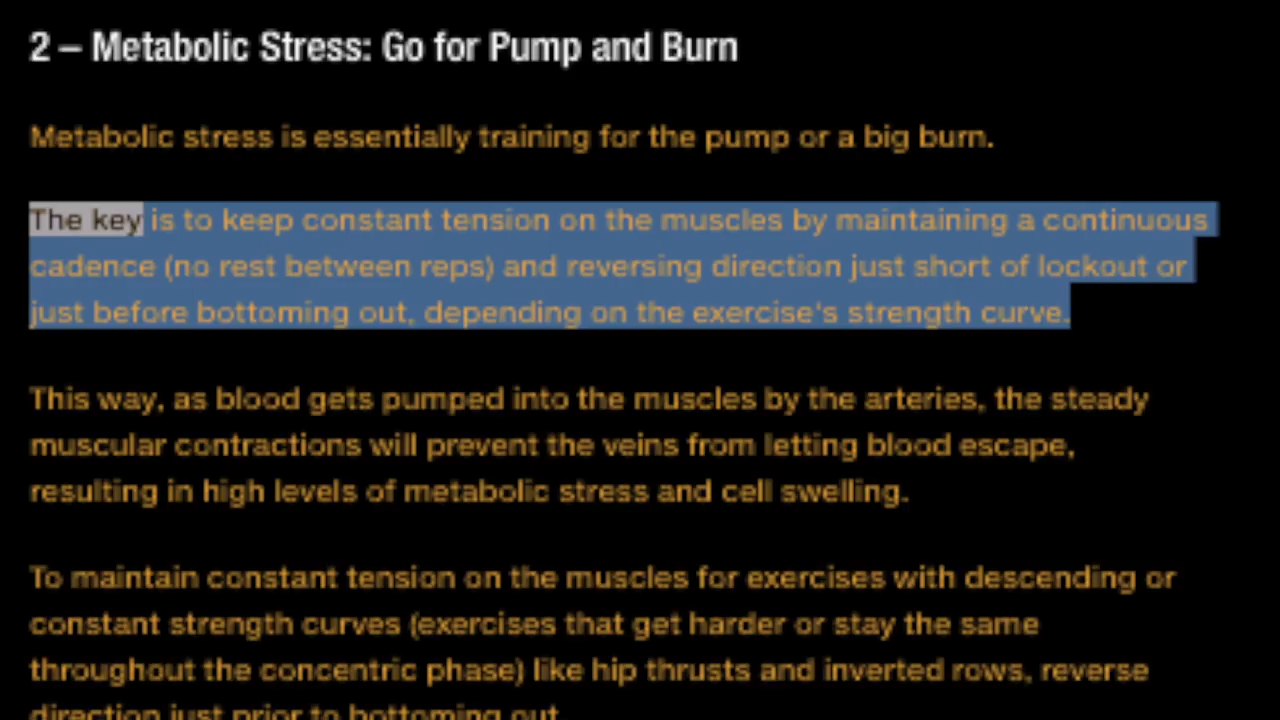 2 – Metabolic Stress: Go for Pump and Burn
Metabolic stress is essentially training for the pump or a big burn.
The key is to keep constant tension on the muscles by maintaining a continuous
cadence (no rest between reps) and reversing direction just short of lockout or
just before bottoming out, depending on the exercise's strength curve.
This way, as blood gets pumped into the muscles by the arteries, the steady
muscular contractions will prevent the veins from letting blood escape,
resulting in high levels of metabolic stress and cell swelling.
To maintain constant tension on the muscles for exercises with descending or
constant strength curves (exercises that get harder or stay the same
throughout the concentric phase) like hip thrusts and inverted rows, reverse
direction just prior to bottoming out.